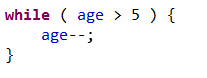 while ( age > 5 ) {
    age--;
}